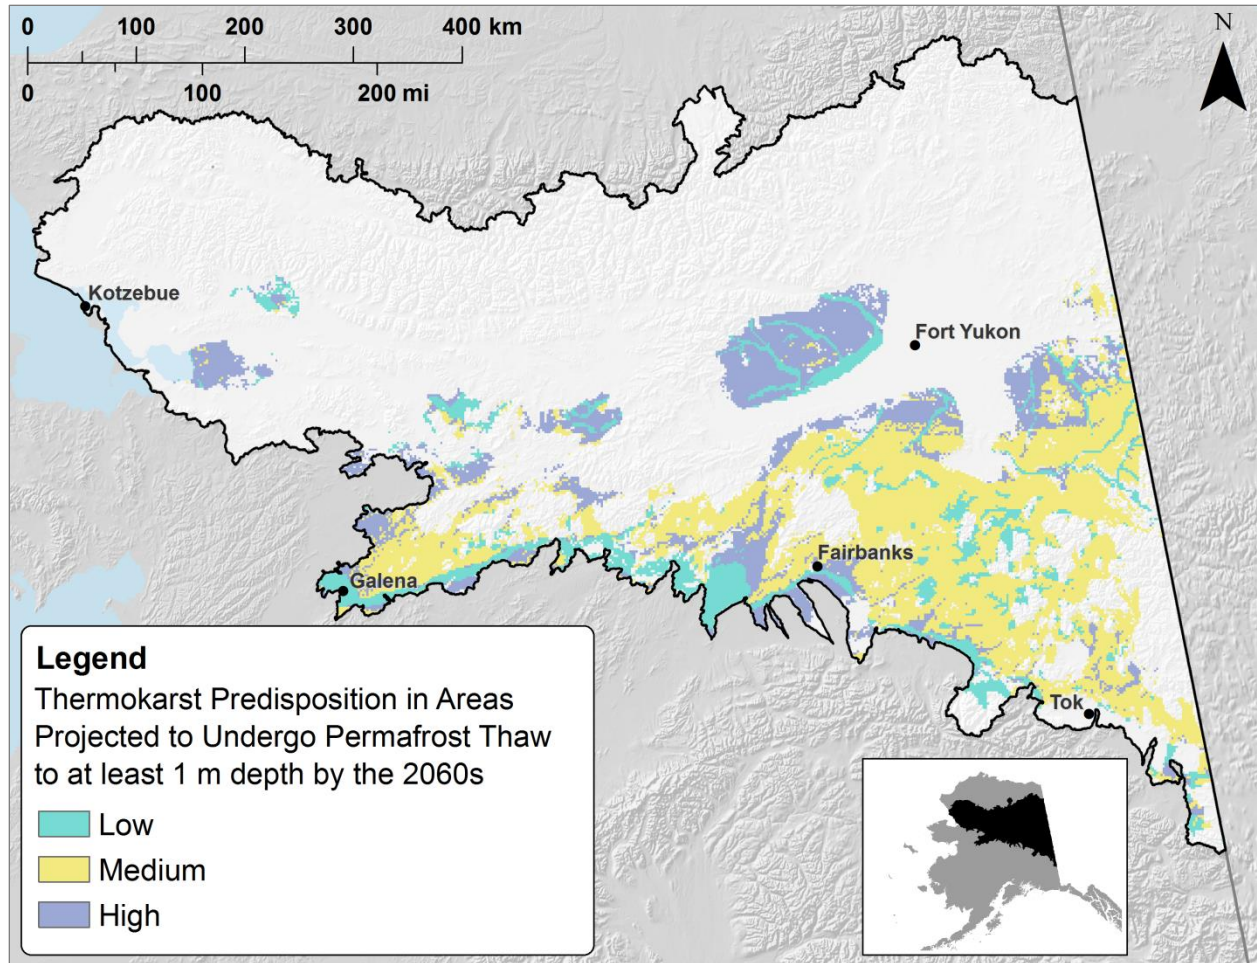 0 100 200 300 400 km
0 100 200 mi
N
Kotzebue
Fort Yukon
Fairbanks
Galena
Tok
Legend
Thermokarst Predisposition in Areas
Projected to Undergo Permafrost Thaw
to at least 1 m depth by the 2060s
Low
Medium
High